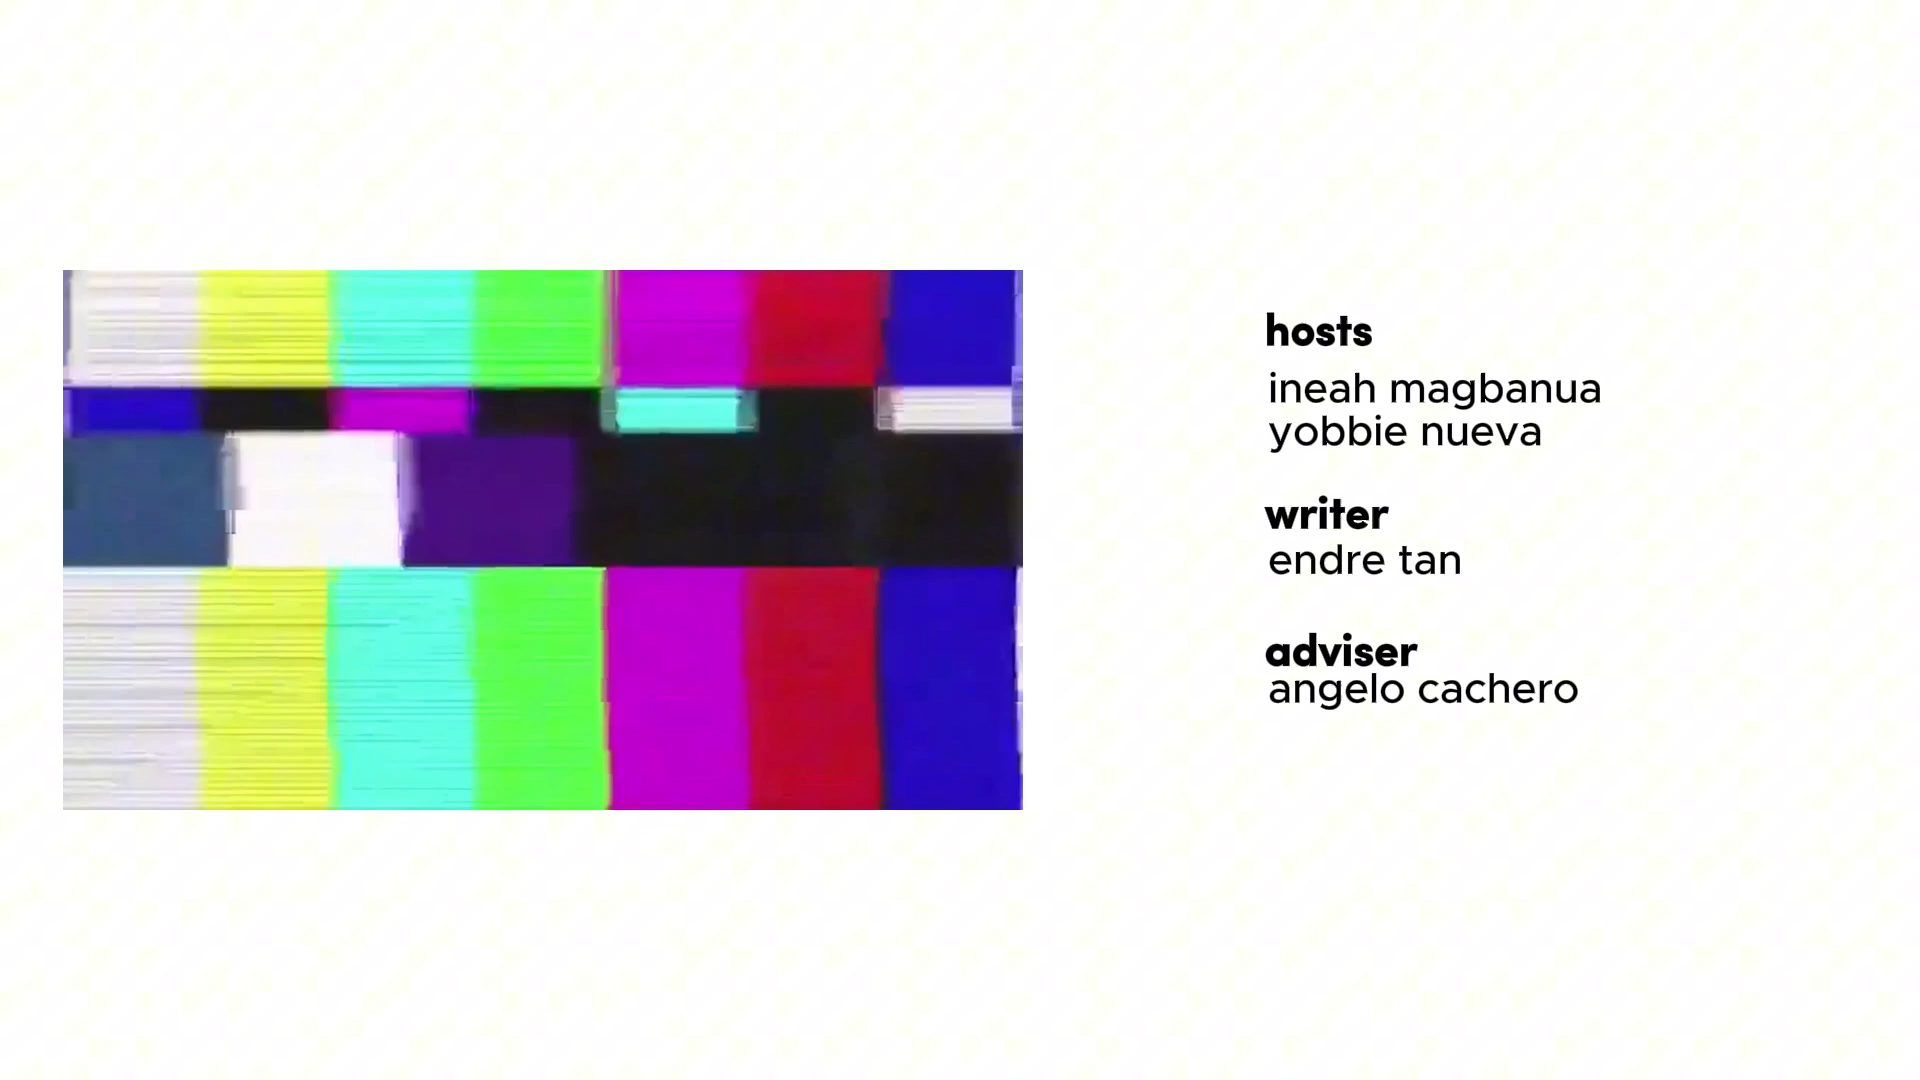 hosts
ineah magbanua
yobbie nueva
writer
endre tan
adviser
angelo cachero